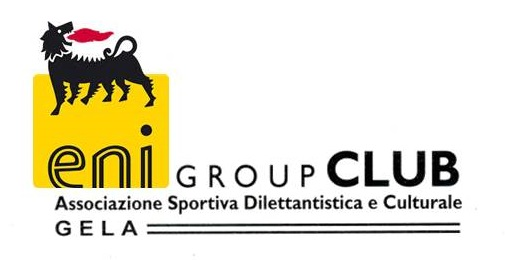 eni GROUP CLUB
Associazione Sportiva Dilettantistica e Culturale
GELA